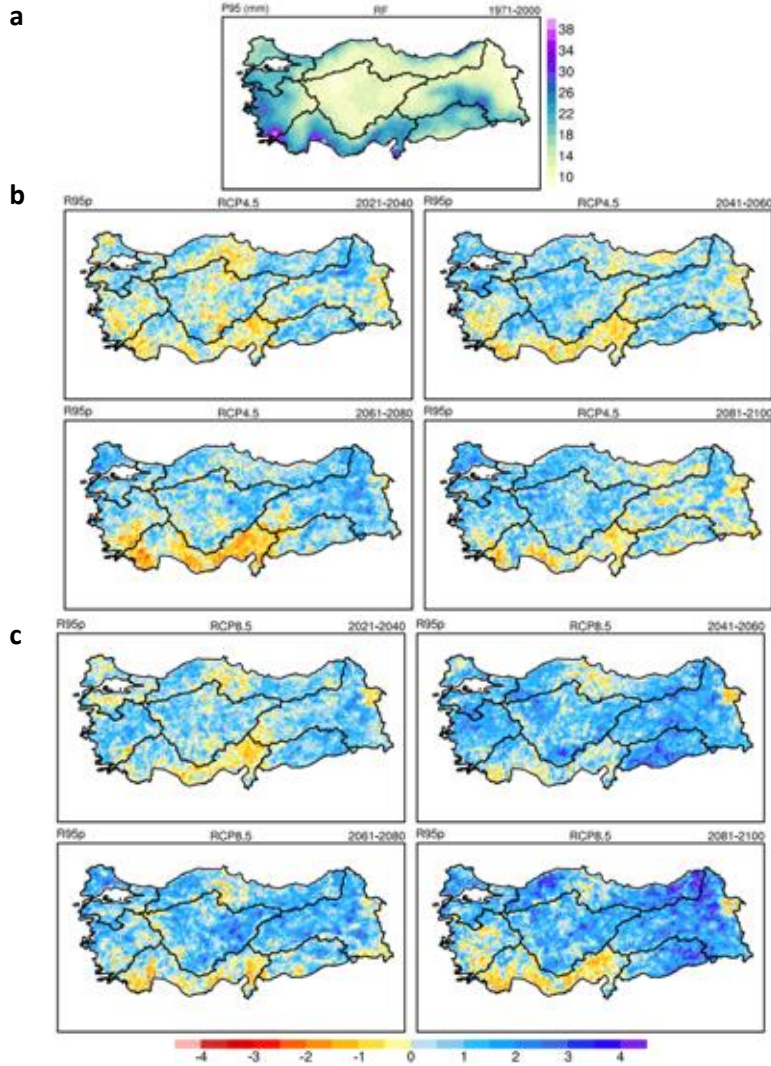 a
P95 (mm) RF 1971-2000
38
34
30
26
22
18
14
10
b
R95p RCP4.5 2021-2040
R95p RCP4.5 2041-2060
R95p RCP4.5 2061-2080
R95p RCP4.5 2081-2100
c
R95p RCP8.5 2021-2040
R95p RCP8.5 2041-2060
R95p RCP8.5 2061-2080
R95p RCP8.5 2081-2100
-4 -3 -2 -1 0 1 2 3 4